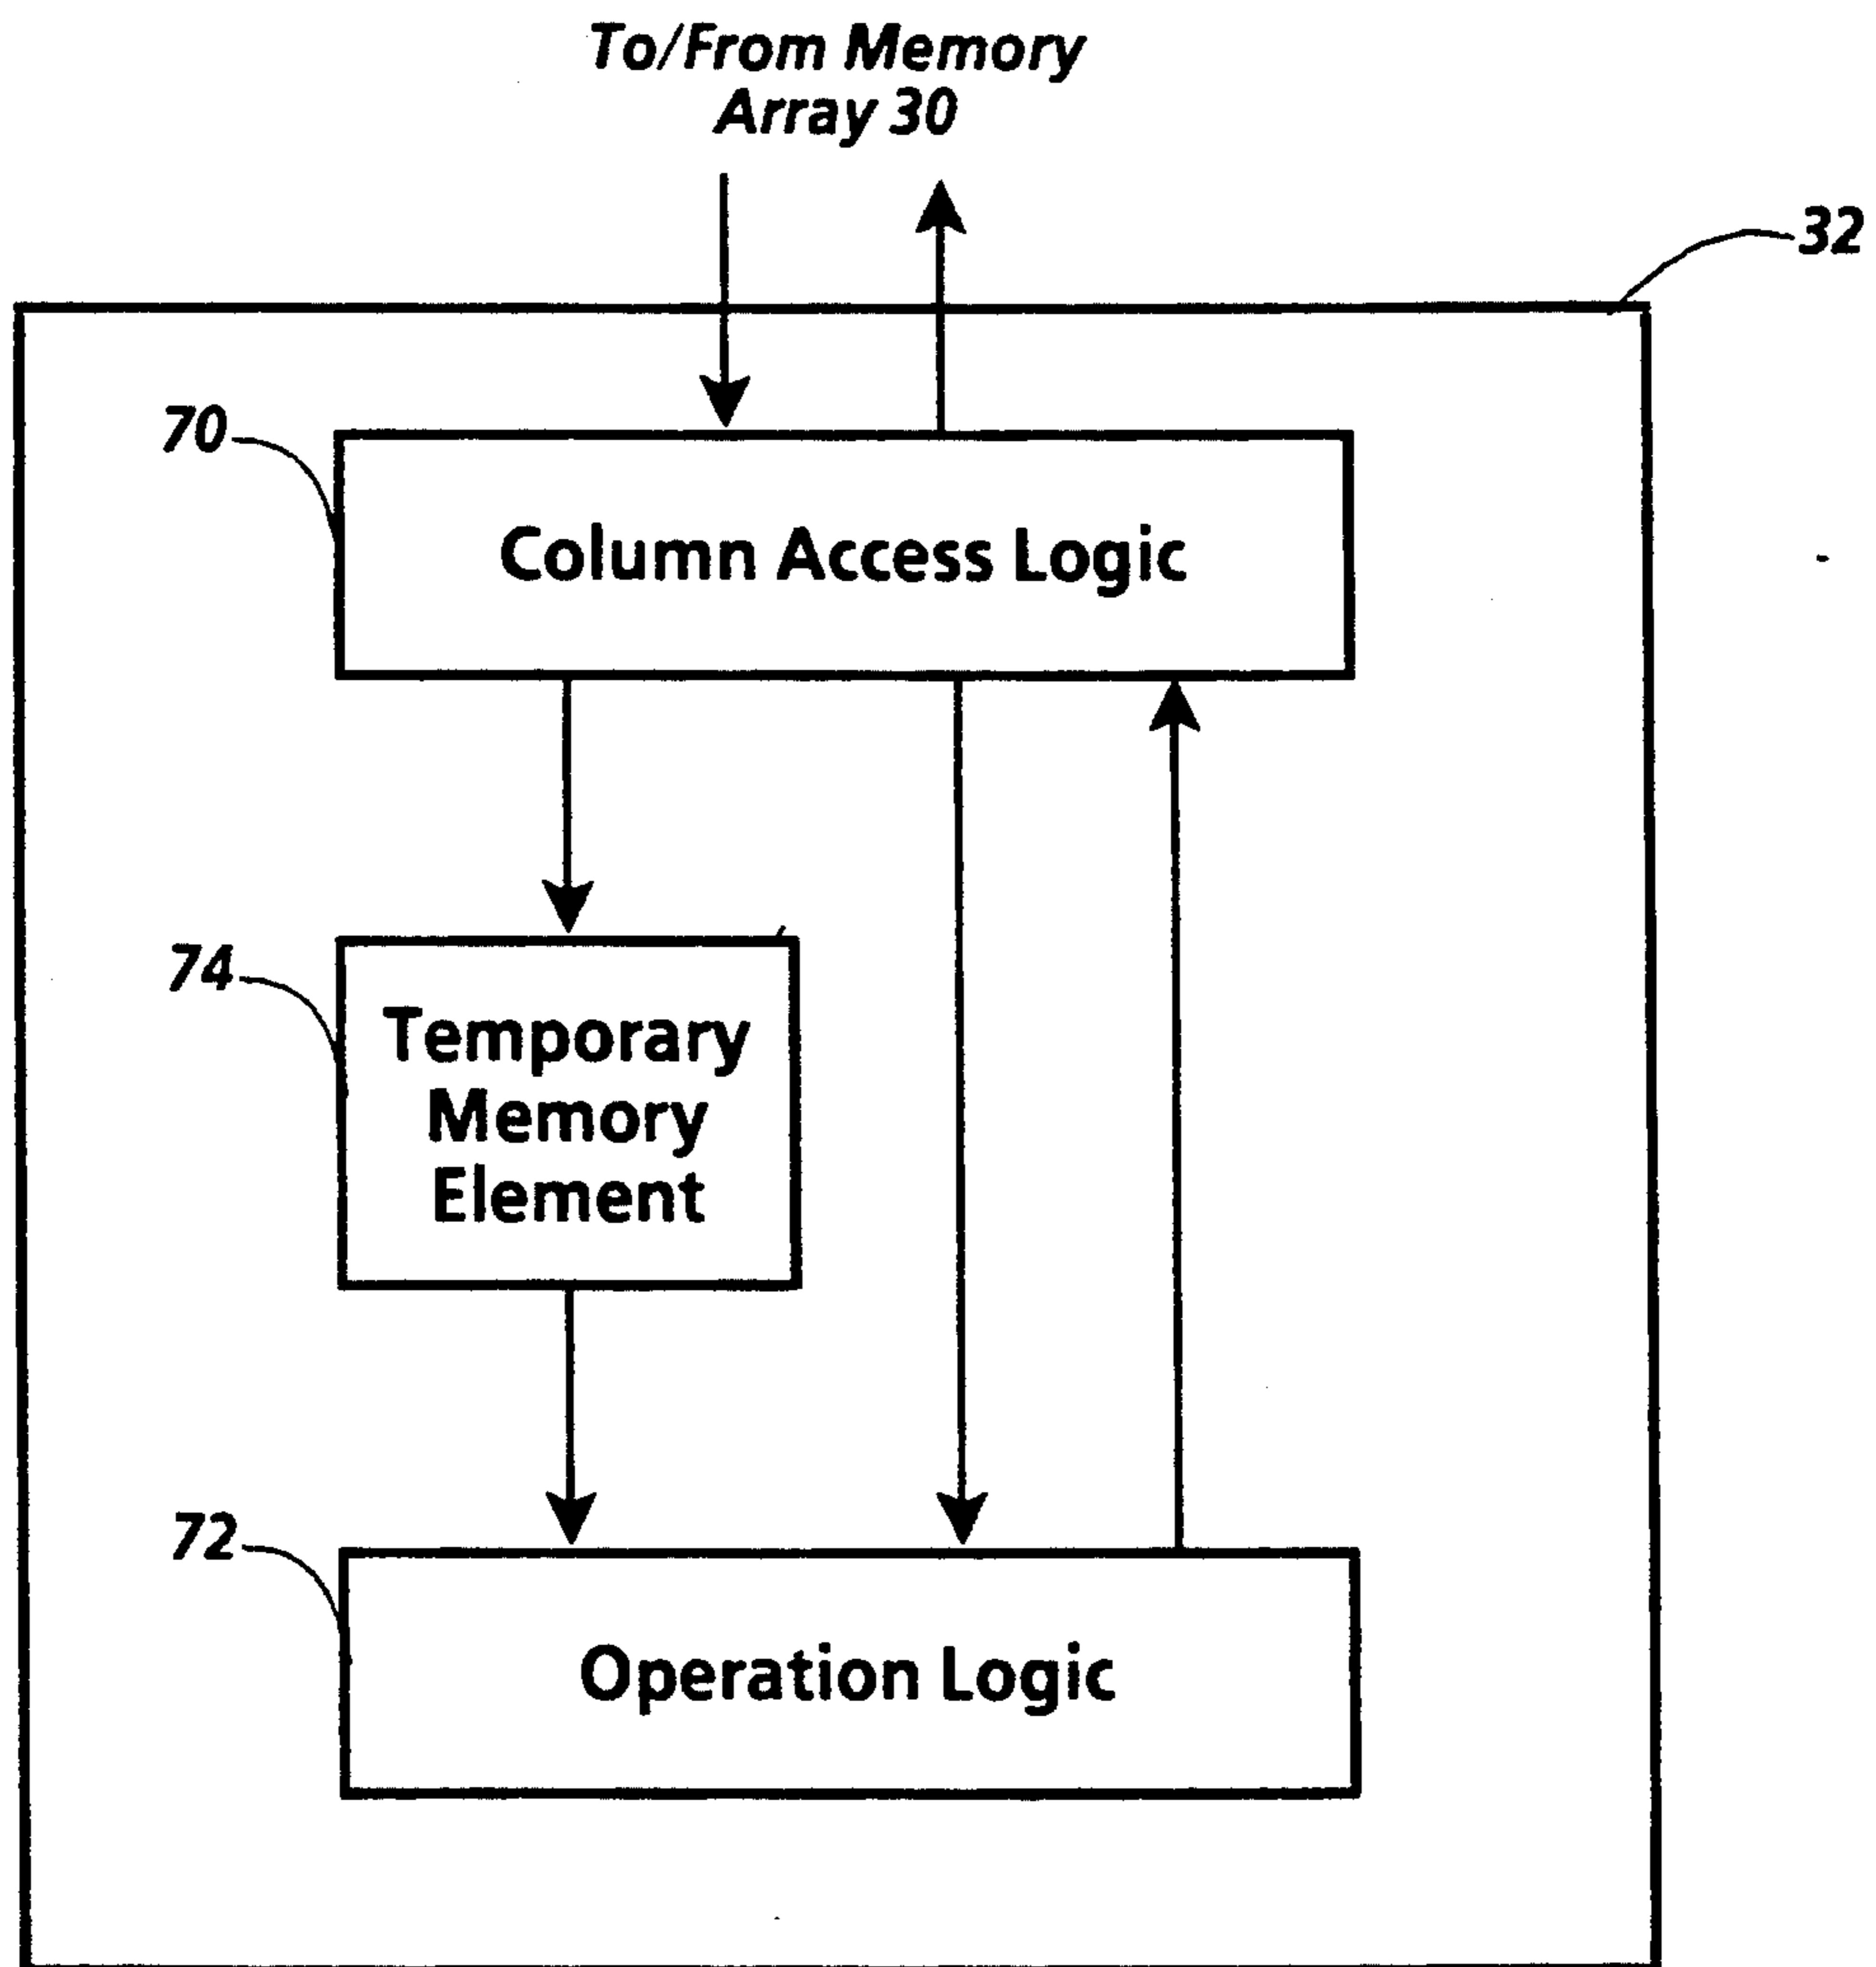 To/From Memory
Array 30
32
70
Column Access Logic
74
Temporary
Memory
Element
72
Operation Logic